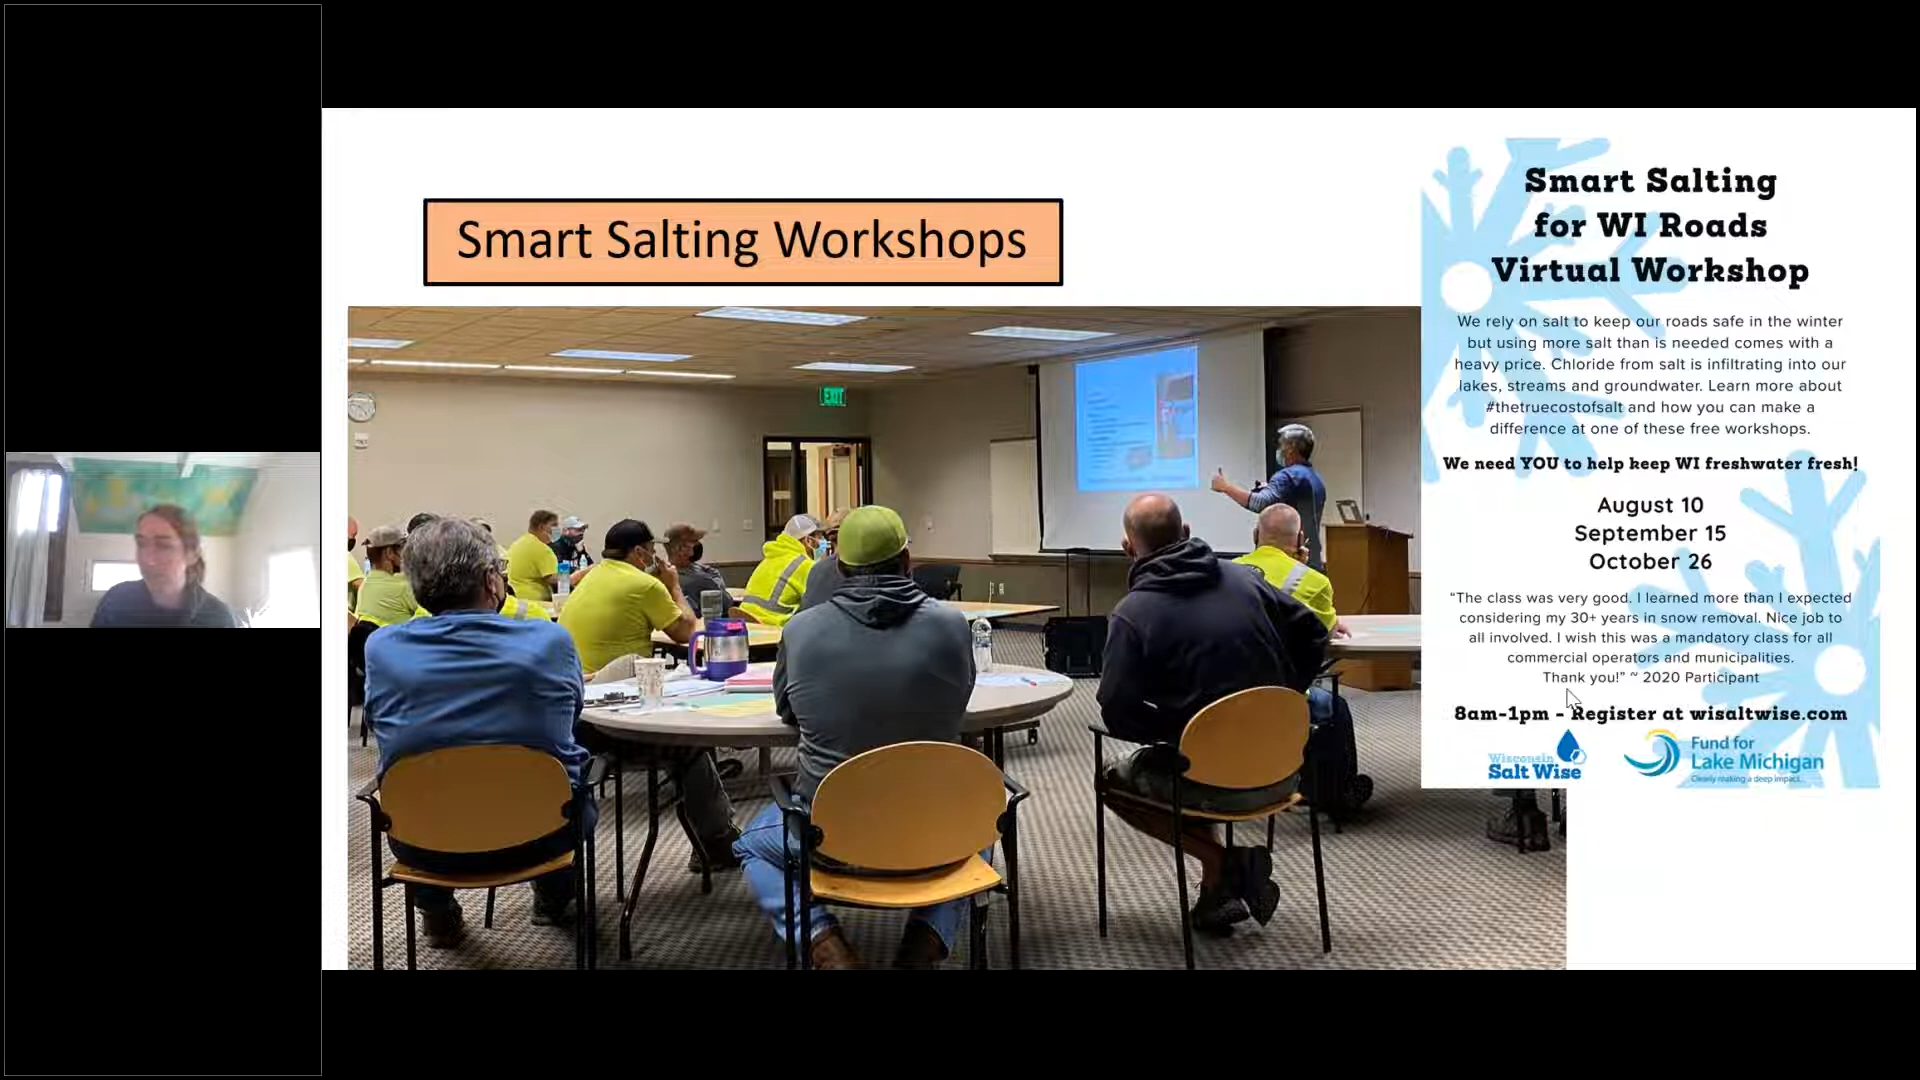 Smart Salting Workshops
EXIT
Smart Salting
for WI Roads
Virtual Workshop
We rely on salt to keep our roads safe in the winter
but using more salt than is needed comes with a
heavy price. Chloride from salt is infiltrating into our
lakes, streams and groundwater. Learn more about
#thetruecostofsalt and how you can make a
difference at one of these free workshops.
We need YOU to help keep WI freshwater fresh!
August 10
September 15
October 26
“The class was very good. I learned more than I expected
considering my 30+ years in snow removal. Nice job to
all involved. I wish this was a mandatory class for all
commercial operators and municipalities.
Thank you!” ~ 2020 Participant
8am-1pm - Register at wisaltwise.com
Wisconsin
Salt Wise
Fund for
Lake Michigan
Clearly making a deep impact.